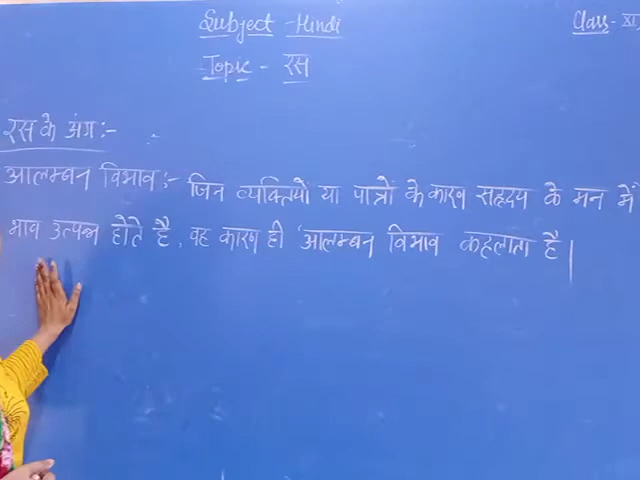 Subject - Hindi
Class - XI
Topic - रस
रस के अंग :-
आलम्बन विभाव :- जिन व्यक्तियों या पात्रों के कारण सहृदय के मन में
भाव उत्पन्न होते है, वह कारण ही 'आलम्बन विभाव कहलाता है।